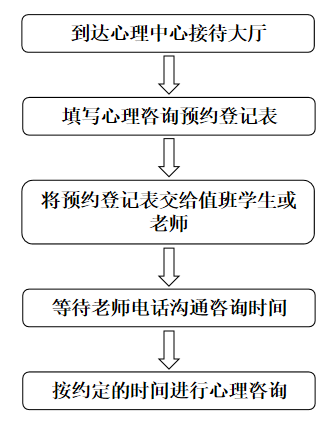 到达心理中心接待大厅
填写心理咨询预约登记表
将预约登记表交给值班学生或
老师
等待老师电话沟通咨询时间
按约定的时间进行心理咨询